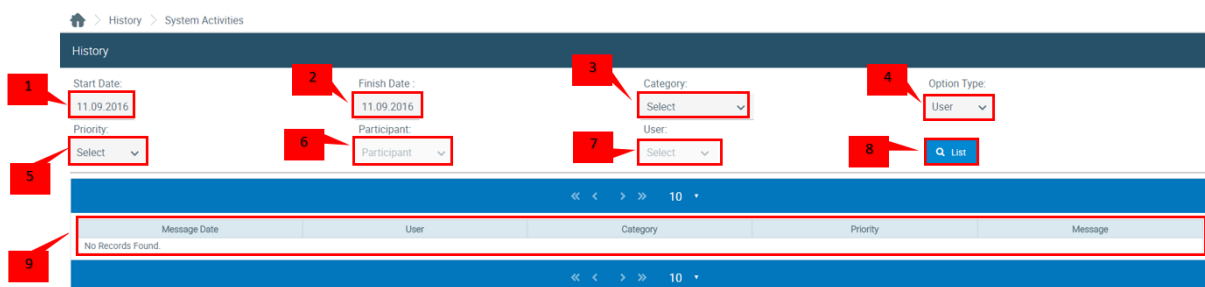 History > System Activities
History
1 Start Date: 2 Finish Date : 3 Category: 4 Option Type:
11.09.2016 11.09.2016 Select User
Priority: Participant: User:
5 Select 6 Participant 7 Select 8 List
« < > » 10
Message Date User Category Priority Message
9 No Records Found.
« < > » 10